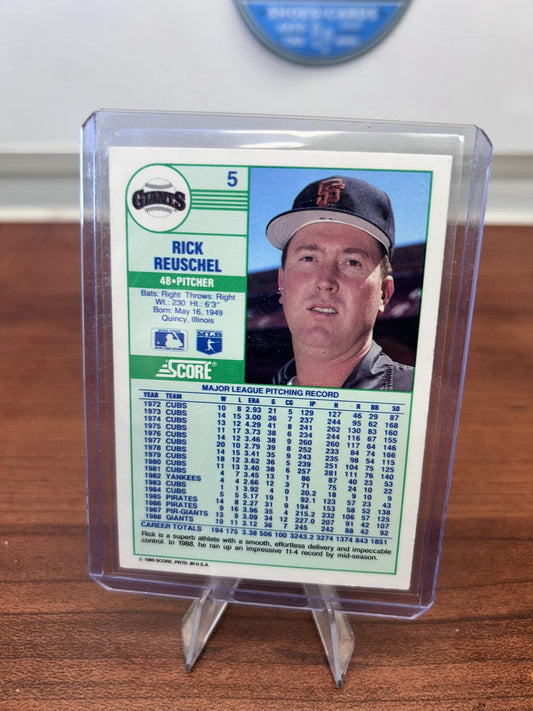 SPORTS CARDS
GIANTS
5
SF
RICK
REUSCHEL
48•PITCHER
Bats: Right Throws: Right
Wt.: 230 Ht.: 6'3"
Born: May 16, 1949
Quincy, Illinois
MLB
SCORE
MAJOR LEAGUE PITCHING RECORD
YEAR TEAM W L ERA G CG IP H R BB SO
1972 CUBS 10 8 2.93 21 5 129 127 46 29 87
1973 CUBS 14 15 3.00 36 7 237 244 95 62 168
1974 CUBS 13 12 4.29 41 8 241 262 130 83 160
1975 CUBS 11 17 3.73 38 6 234 244 116 67 155
1976 CUBS 14 12 3.46 38 9 260 260 114 64 146
1977 CUBS 20 10 2.79 39 8 252 233 84 74 166
1978 CUBS 14 15 3.41 35 9 243 235 98 54 115
1979 CUBS 18 12 3.62 36 5 239 251 104 75 125
1980 CUBS 11 13 3.40 38 6 257 281 111 76 140
1981 CUBS 4 7 3.45 13 1 86 87 40 23 53
1982 YANKEES 4 4 2.66 12 3 71 75 24 10 22
1983 CUBS 1 1 3.92 4 0 20.2 18 9 10 9
1984 CUBS 5 5 5.17 19 1 92.1 123 57 23 43
1985 PIRATES 14 8 2.27 31 9 194 153 58 52 138
1986 PIRATES 9 16 3.96 35 4 215.2 232 106 57 125
1987 PIR-GIANTS 13 9 3.09 34 12 227.0 207 91 42 107
1988 GIANTS 19 11 3.12 36 7 245 242 88 42 92
CAREER TOTALS 194 175 3.38 506 100 3243.2 3274 1374 843 1851
Rick is a superb athlete with a smooth, effortless delivery and impeccable
control. In 1988, he ran up an impressive 11-4 record by mid-season.
© 1989 SCORE, PRTD. IN U.S.A.